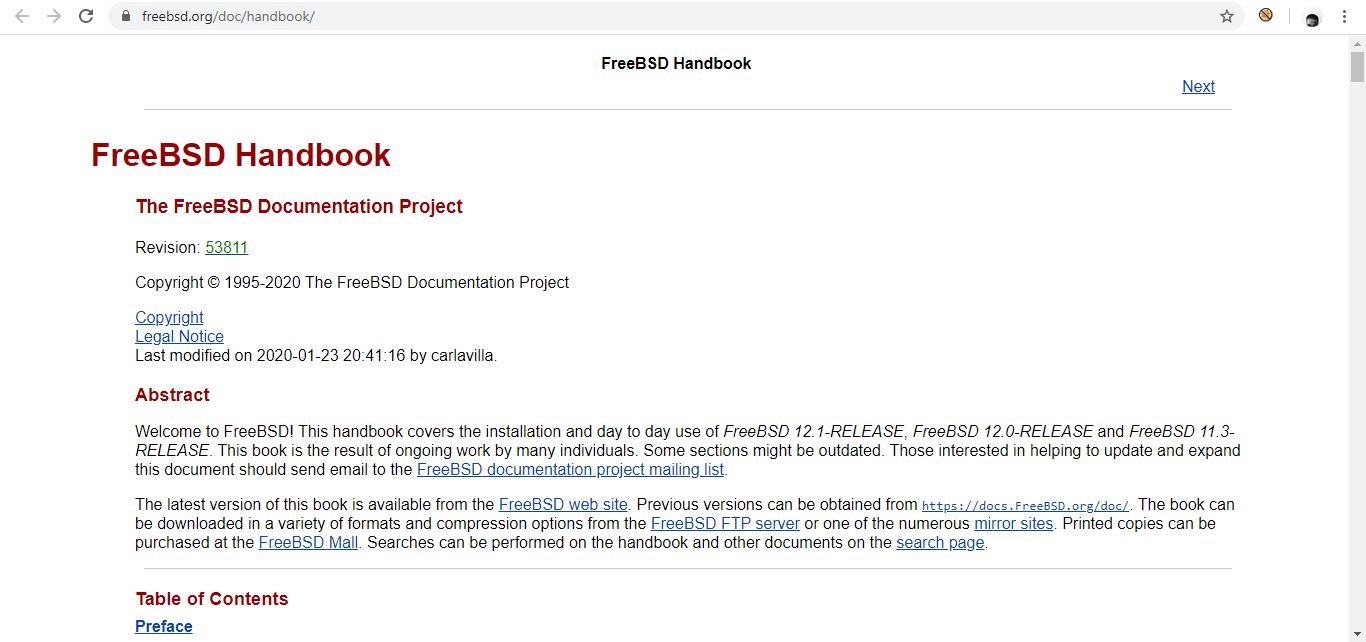 freebsd.org/doc/handbook/
FreeBSD Handbook
Next
FreeBSD Handbook
The FreeBSD Documentation Project
Revision: 53811
Copyright © 1995-2020 The FreeBSD Documentation Project
Copyright
Legal Notice
Last modified on 2020-01-23 20:41:16 by carlavilla.
Abstract
Welcome to FreeBSD! This handbook covers the installation and day to day use of FreeBSD 12.1-RELEASE, FreeBSD 12.0-RELEASE and FreeBSD 11.3-
RELEASE. This book is the result of ongoing work by many individuals. Some sections might be outdated. Those interested in helping to update and expand
this document should send email to the FreeBSD documentation project mailing list.
The latest version of this book is available from the FreeBSD web site. Previous versions can be obtained from https://docs.FreeBSD.org/doc/. The book can
be downloaded in a variety of formats and compression options from the FreeBSD FTP server or one of the numerous mirror sites. Printed copies can be
purchased at the FreeBSD Mall. Searches can be performed on the handbook and other documents on the search page.
Table of Contents
Preface